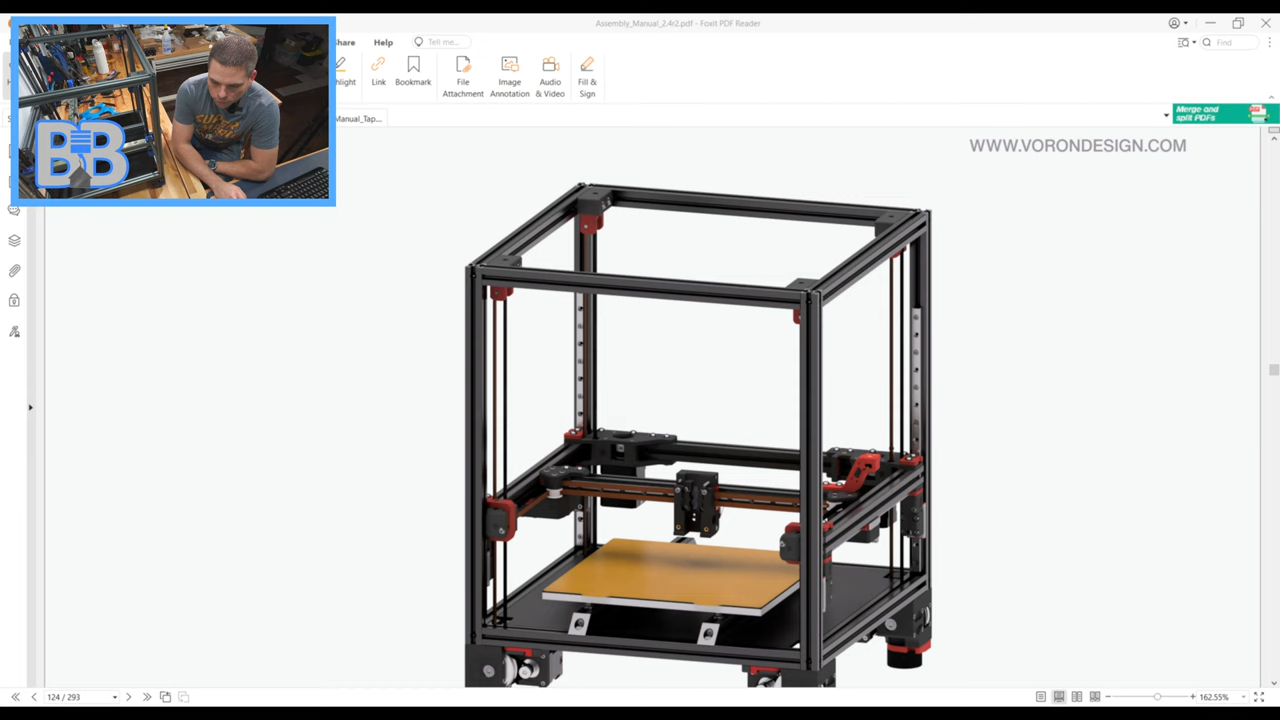 Assembly_Manual_2.4r2.pdf - Foxit PDF Reader
Share Help Tell me... Find
Link Bookmark File Attachment Image Annotation Audio & Video Fill & Sign
Manual_Tap...
Merge and split PDFs
BB
WWW.VORONDESIGN.COM
124 / 293
162.55%